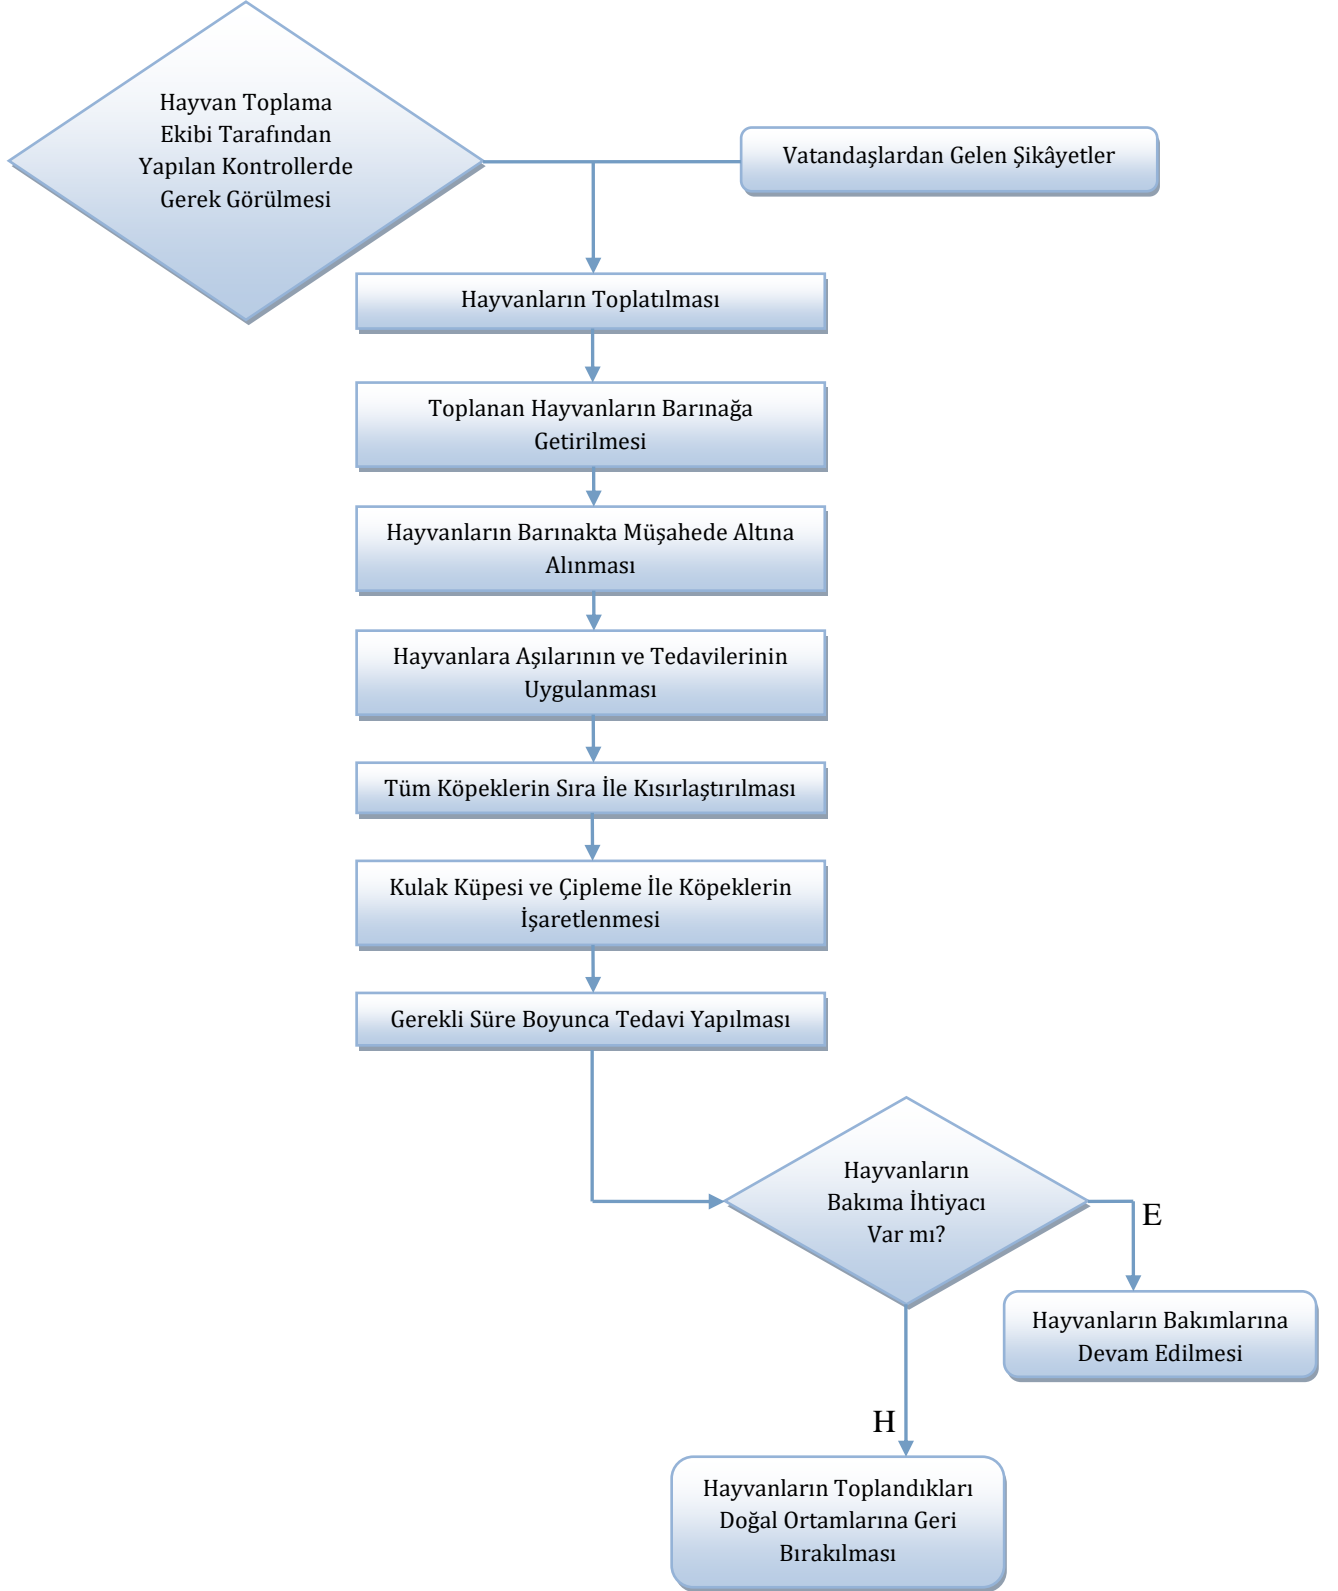 Hayvan Toplama
Ekibi Tarafından
Yapılan Kontrollerde
Gerek Görülmesi
Vatandaşlardan Gelen Şikâyetler
Hayvanların Toplatılması
Toplanan Hayvanların Barınağa
Getirilmesi
Hayvanların Barınakta Müşahede Altına
Alınması
Hayvanlara Aşılarının ve Tedavilerinin
Uygulanması
Tüm Köpeklerin Sıra İle Kısırlaştırılması
Kulak Küpesi ve Çipleme İle Köpeklerin
İşaretlenmesi
Gerekli Süre Boyunca Tedavi Yapılması
Hayvanların
Bakıma İhtiyacı
Var mı?
E
Hayvanların Bakımlarına
Devam Edilmesi
H
Hayvanların Toplandıkları
Doğal Ortamlarına Geri
Bırakılması